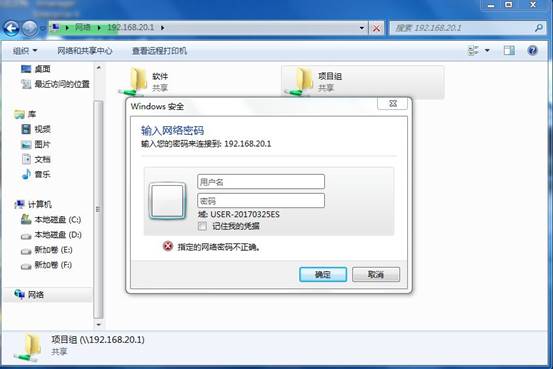 网络 ▸ 192.168.20.1 ▸
搜索 192.168.20.1
组织 网络和共享中心 查看远程打印机
桌面
最近访问的位置
库
视频
图片
文档
音乐
计算机
本地磁盘 (C:)
本地磁盘 (D:)
新加卷 (E:)
新加卷 (F:)
网络
软件
共享
项目组
共享
Windows 安全
输入网络密码
输入您的密码来连接到: 192.168.20.1
用户名
密码
域: USER-20170325ES
记住我的凭据
指定的网络密码不正确。
确定 取消
项目组 (\\192.168.20.1)
共享